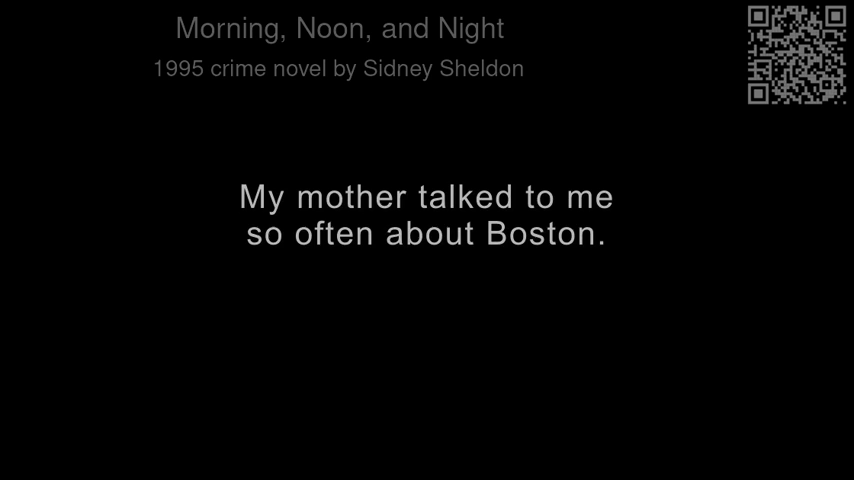 Morning, Noon, and Night
1995 crime novel by Sidney Sheldon
My mother talked to me
so often about Boston.